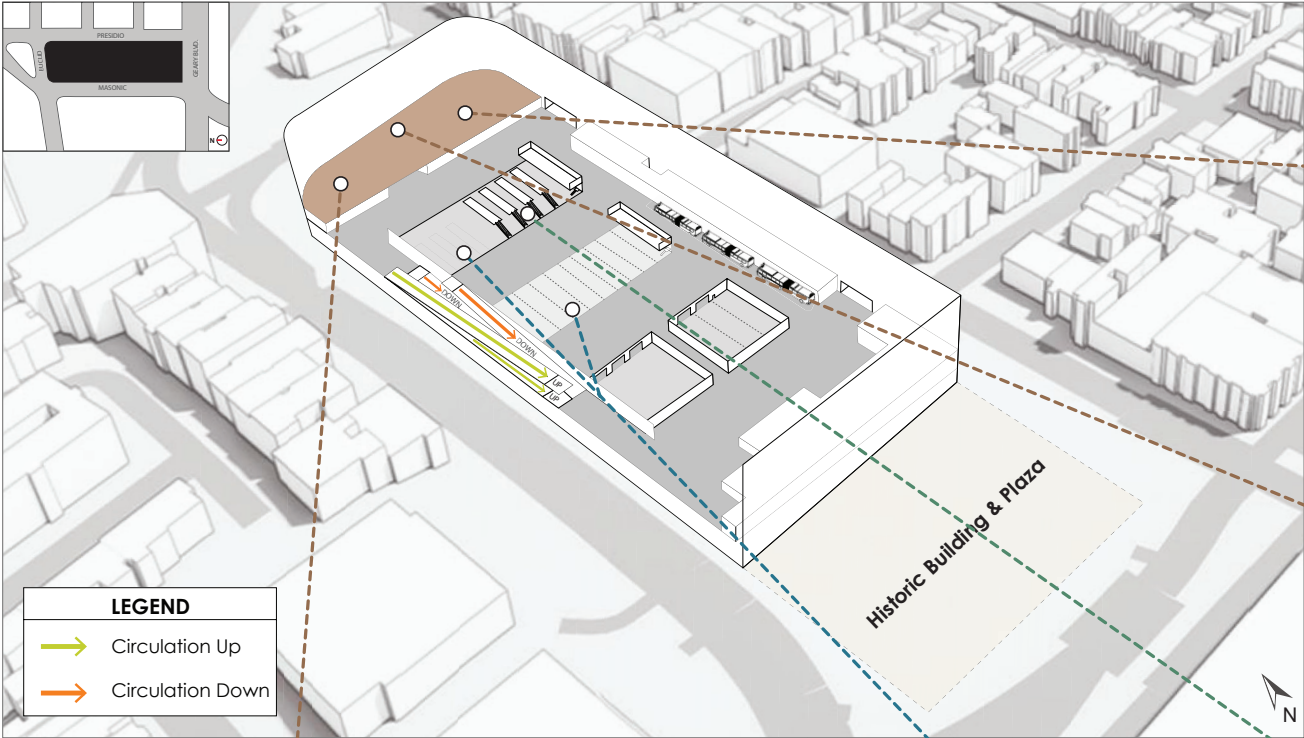 PRESIDIO
EUCLID
GEARY BLVD.
MASONIC
N
DOWN
DOWN
UP
UP
Historic Building & Plaza
LEGEND
Circulation Up
Circulation Down
N